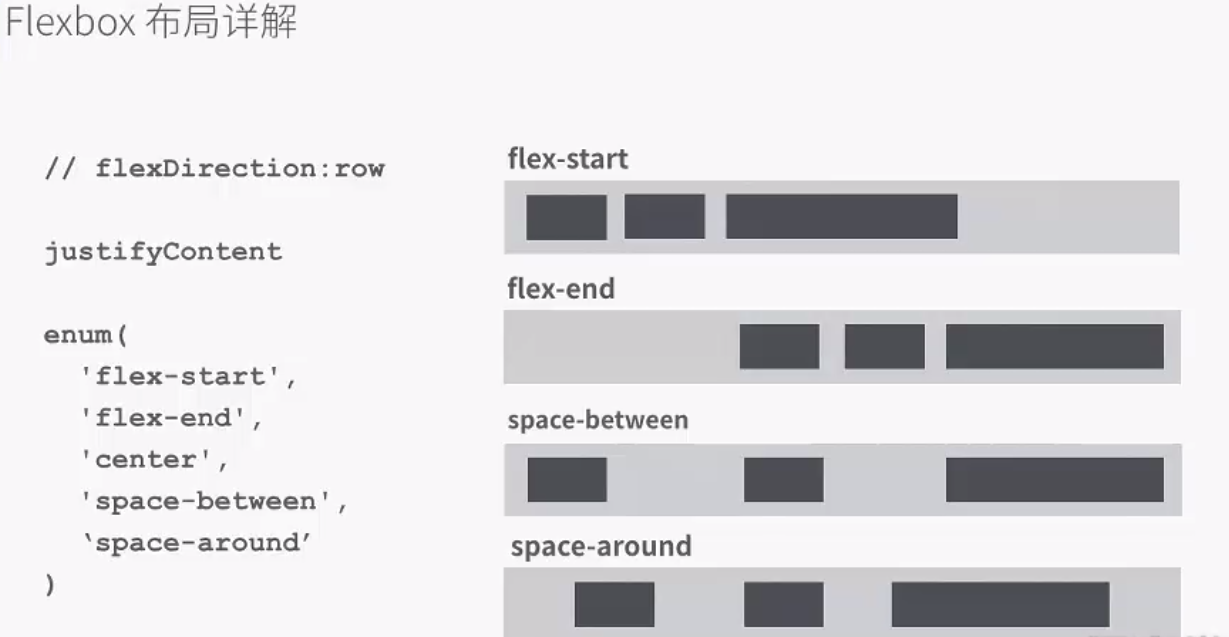 Flexbox 布局详解
// flexDirection:row
justifyContent
enum(
'flex-start',
'flex-end',
'center',
'space-between',
‘space-around’
)
flex-start
flex-end
space-between
space-around